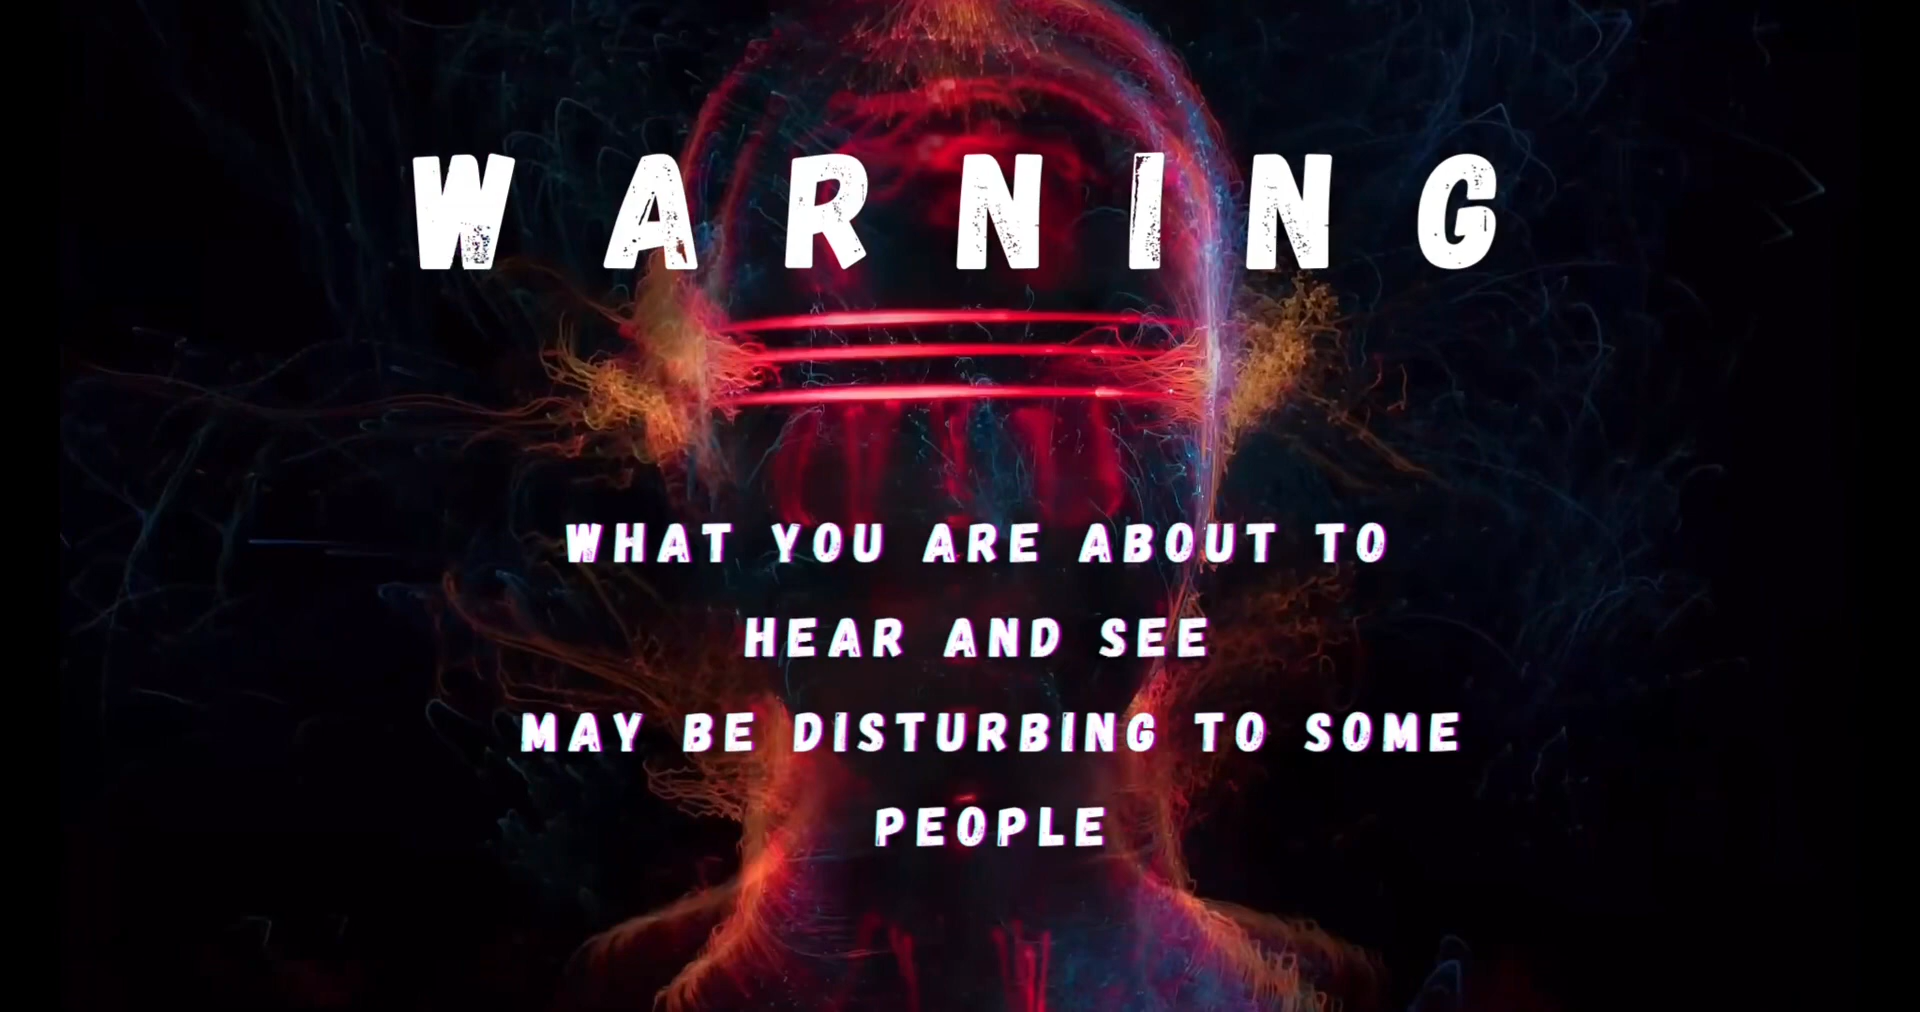 WARNING
WHAT YOU ARE ABOUT TO
HEAR AND SEE
MAY BE DISTURBING TO SOME
PEOPLE